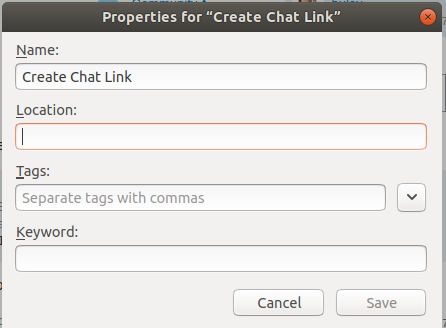 Properties for “Create Chat Link”
Name:
Create Chat Link
Location:
Tags:
Separate tags with commas
Keyword:
Cancel
Save